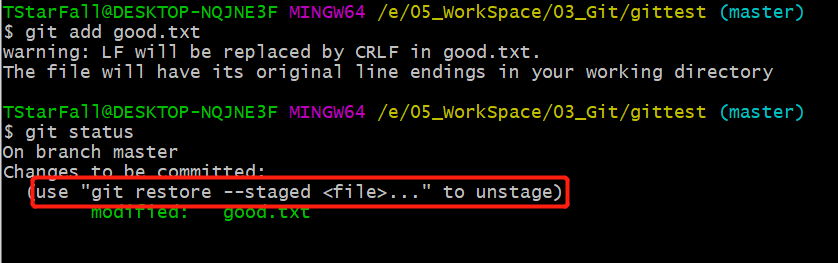 TStarFall@DESKTOP-NQJNE3F MINGW64 /e/05_WorkSpace/03_Git/gittest (master)
$ git add good.txt
warning: LF will be replaced by CRLF in good.txt.
The file will have its original line endings in your working directory
TStarFall@DESKTOP-NQJNE3F MINGW64 /e/05_WorkSpace/03_Git/gittest (master)
$ git status
On branch master
Changes to be committed:
(use "git restore --staged <file>..." to unstage)
modified: good.txt